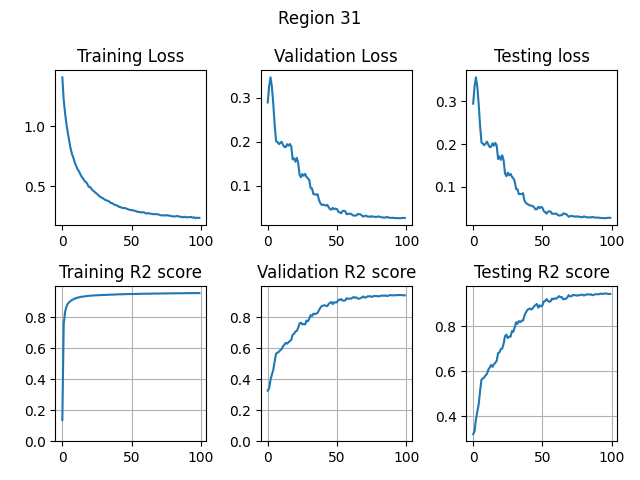 Region 31
Training Loss
Validation Loss
Testing loss
1.0
0.5
0 50 100
0.3
0.2
0.1
0 50 100
0.3
0.2
0.1
0 50 100
Training R2 score
Validation R2 score
Testing R2 score
0.8
0.6
0.4
0.2
0.0
0 50 100
0.8
0.6
0.4
0.2
0.0
0 50 100
0.8
0.6
0.4
0 50 100